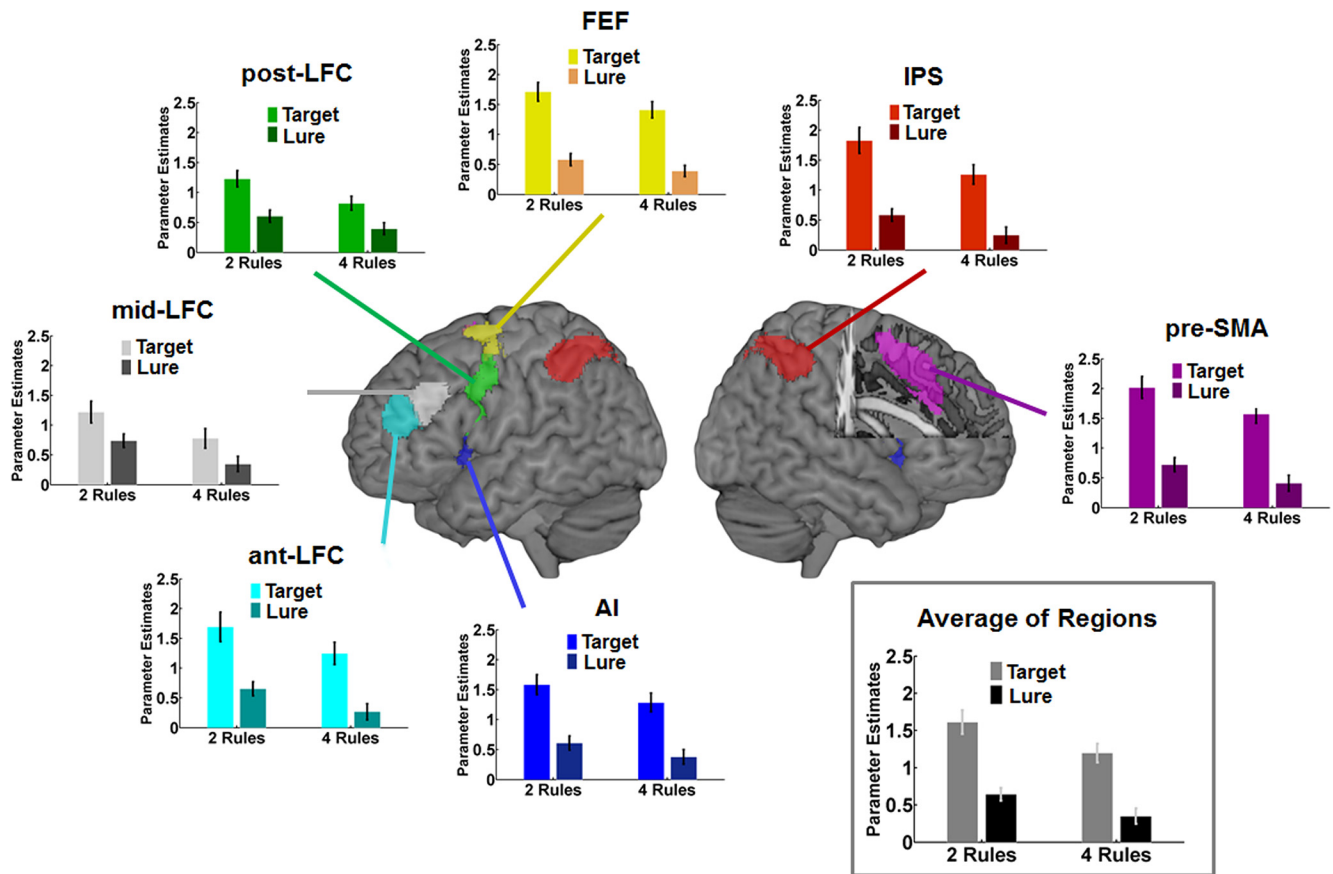 FEF
Parameter Estimates
2.5
2
1.5
1
0.5
0
Target
Lure
2 Rules
4 Rules
post-LFC
Parameter Estimates
2.5
2
1.5
1
0.5
0
Target
Lure
2 Rules
4 Rules
IPS
Parameter Estimates
2.5
2
1.5
1
0.5
0
Target
Lure
2 Rules
4 Rules
mid-LFC
Parameter Estimates
2.5
2
1.5
1
0.5
0
Target
Lure
2 Rules
4 Rules
pre-SMA
Parameter Estimates
2.5
2
1.5
1
0.5
0
Target
Lure
2 Rules
4 Rules
ant-LFC
Parameter Estimates
2.5
2
1.5
1
0.5
0
Target
Lure
2 Rules
4 Rules
AI
Parameter Estimates
2.5
2
1.5
1
0.5
0
Target
Lure
2 Rules
4 Rules
Average of Regions
Parameter Estimates
2.5
2
1.5
1
0.5
0
Target
Lure
2 Rules
4 Rules